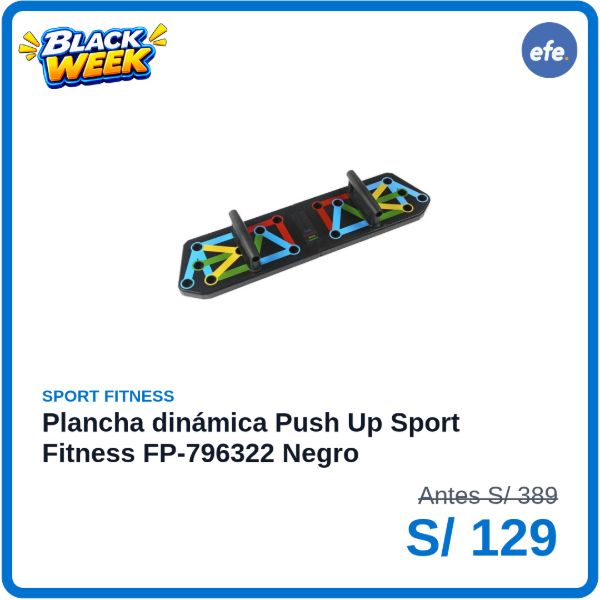 BLACK
WEEK
efe.
SPORT FITNESS
Plancha dinámica Push Up Sport
Fitness FP-796322 Negro
Antes S/ 389
S/ 129